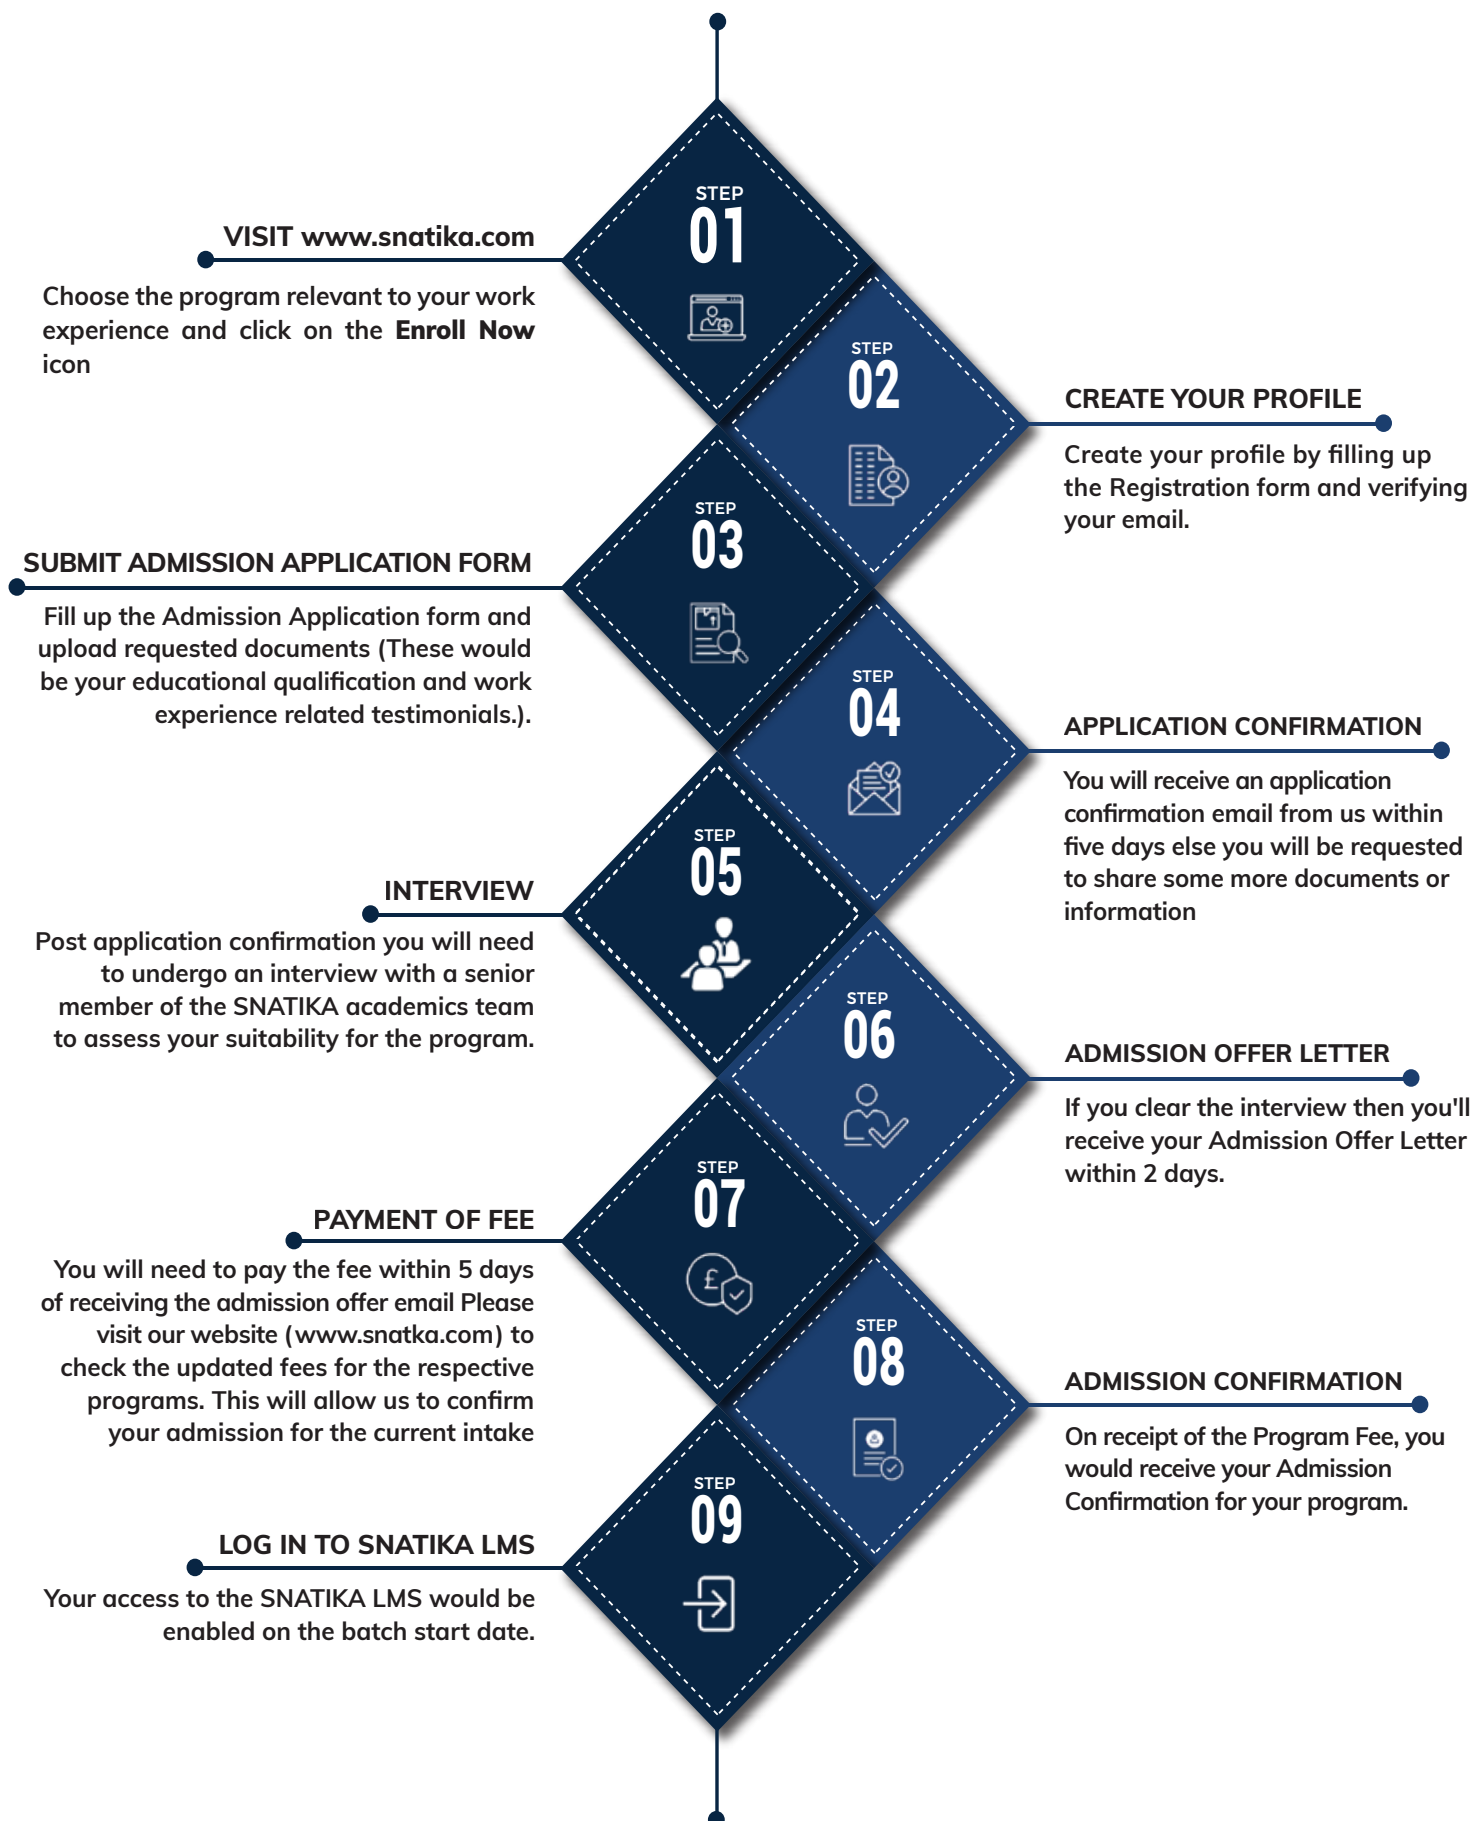 STEP
01
VISIT www.snatika.com
Choose the program relevant to your work
experience and click on the Enroll Now
icon
STEP
02
CREATE YOUR PROFILE
Create your profile by filling up
the Registration form and verifying
your email.
STEP
03
SUBMIT ADMISSION APPLICATION FORM
Fill up the Admission Application form and
upload requested documents (These would
be your educational qualification and work
experience related testimonials.).
STEP
04
APPLICATION CONFIRMATION
You will receive an application
confirmation email from us within
five days else you will be requested
to share some more documents or
information
STEP
05
INTERVIEW
Post application confirmation you will need
to undergo an interview with a senior
member of the SNATIKA academics team
to assess your suitability for the program.
STEP
06
ADMISSION OFFER LETTER
If you clear the interview then you'll
receive your Admission Offer Letter
within 2 days.
STEP
07
£
PAYMENT OF FEE
You will need to pay the fee within 5 days
of receiving the admission offer email Please
visit our website (www.snatka.com) to
check the updated fees for the respective
programs. This will allow us to confirm
your admission for the current intake
STEP
08
ADMISSION CONFIRMATION
On receipt of the Program Fee, you
would receive your Admission
Confirmation for your program.
STEP
09
LOG IN TO SNATIKA LMS
Your access to the SNATIKA LMS would be
enabled on the batch start date.